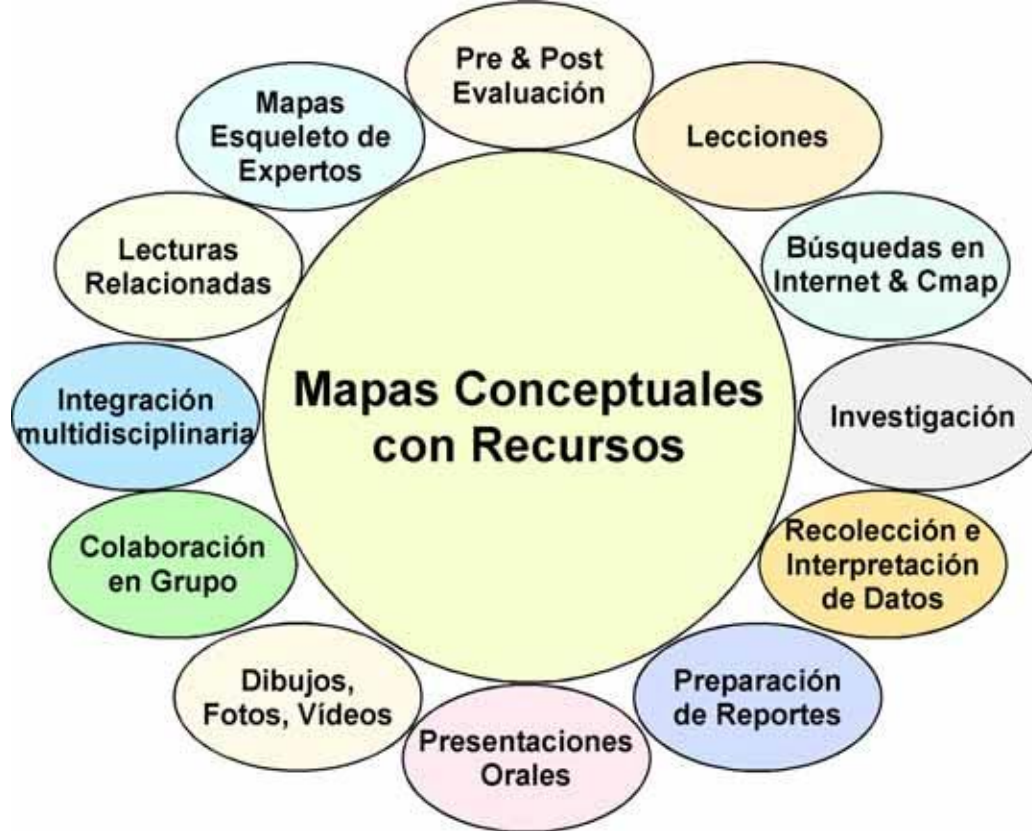 Pre & Post
Evaluación
Lecciones
Búsquedas en
Internet & Cmap
Investigación
Recolección e
Interpretación
de Datos
Preparación
de Reportes
Presentaciones
Orales
Dibujos,
Fotos, Vídeos
Colaboración
en Grupo
Integración
multidisciplinaria
Lecturas
Relacionadas
Mapas
Esqueleto de
Expertos
Mapas Conceptuales
con Recursos